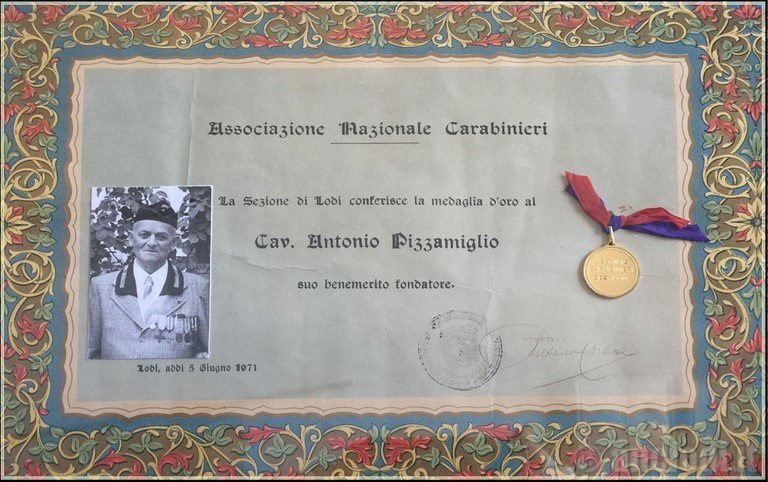 Associazione Nazionale Carabinieri
La Sezione di Lodi conferisce la medaglia d'oro al
Cav. Antonio Pizzamiglio
suo benemerito fondatore.
Lodi, addì 5 Giugno 1971